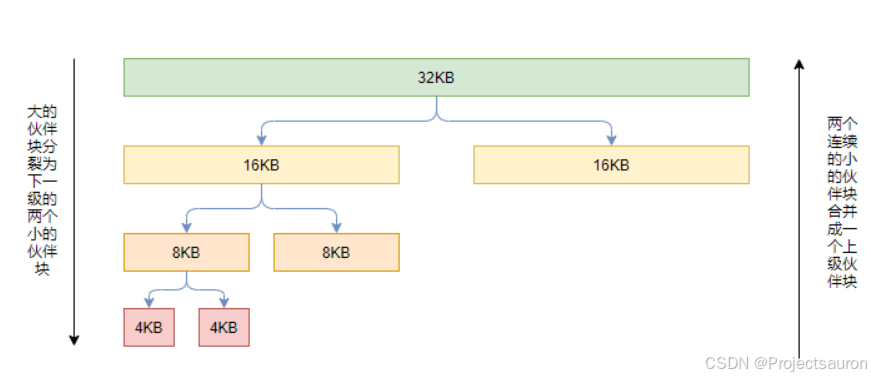 32KB
大的
伙伴
块分
裂为
下一
级的
两个
小的
伙伴
块
两个
连续
的小
的伙
伴块
合并
成一
个上
级伙
伴块
16KB
16KB
8KB
8KB
4KB
4KB
CSDN @Projectsauron